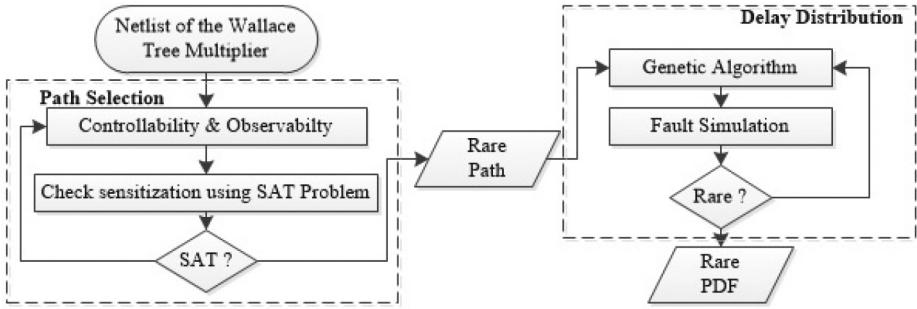 Netlist of the Wallace
Tree Multiplier
Path Selection
Controllability & Observabilty
Check sensitization using SAT Problem
SAT ?
Rare
Path
Delay Distribution
Genetic Algorithm
Fault Simulation
Rare ?
Rare
PDF